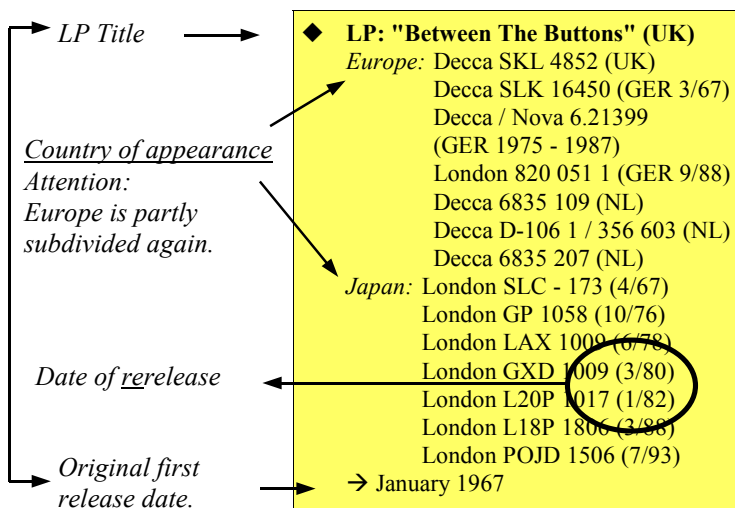 LP Title
Country of appearance
Attention:
Europe is partly
subdivided again.
Date of rerelease
Original first
release date.
◆ LP: "Between The Buttons" (UK)
Europe: Decca SKL 4852 (UK)
Decca SLK 16450 (GER 3/67)
Decca / Nova 6.21399
(GER 1975 - 1987)
London 820 051 1 (GER 9/88)
Decca 6835 109 (NL)
Decca D-106 1 / 356 603 (NL)
Decca 6835 207 (NL)
Japan: London SLC - 173 (4/67)
London GP 1058 (10/76)
London LAX 1009 (6/78)
London GXD 1009 (3/80)
London L20P 1017 (1/82)
London L18P 1806 (3/88)
London POJD 1506 (7/93)
→ January 1967